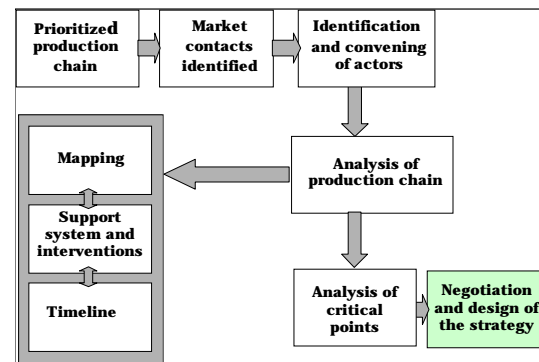 Prioritized
production
chain
Market
contacts
identified
Identification
and convening
of actors
Analysis of
production chain
Mapping
Support
system and
interventions
Timeline
Analysis of
critical
points
Negotiation
and design of
the strategy